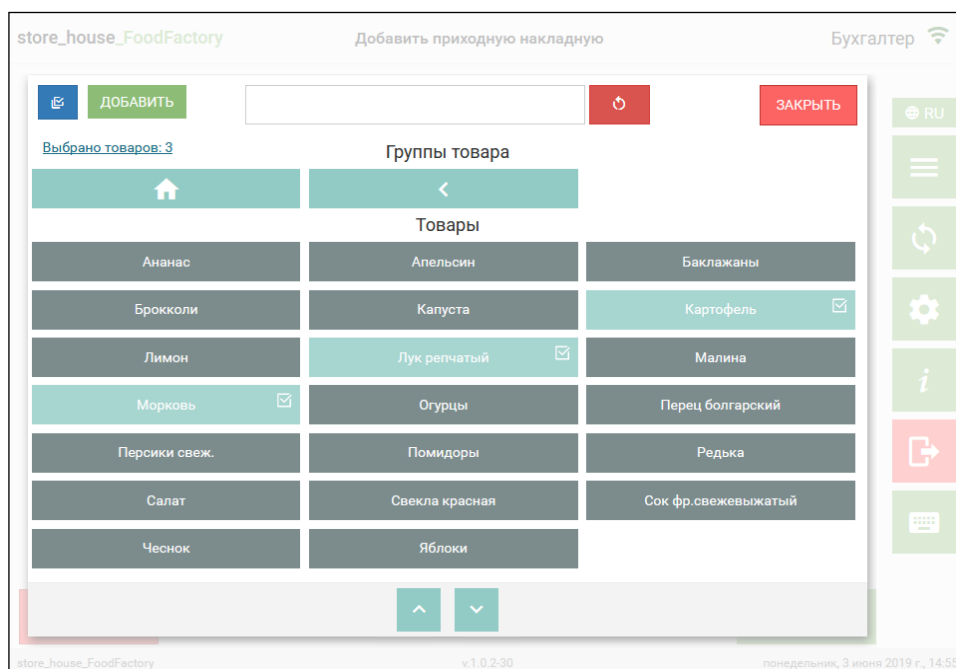 store_house_FoodFactory Добавить приходную накладную Бухгалтер
ДОБАВИТЬ ЗАКРЫТЬ
RU
Выбрано товаров: 3
Группы товара
Товары
Ананас Апельсин Баклажаны
Брокколи Капуста Картофель
Лимон Лук репчатый Малина
Морковь Огурцы Перец болгарский
Персики свеж. Помидоры Редька
Салат Свекла красная Сок фр.свежевыжатый
Чеснок Яблоки
store_house_FoodFactory v.1.0.2-30 понедельник, 3 июня 2019 г., 14:55